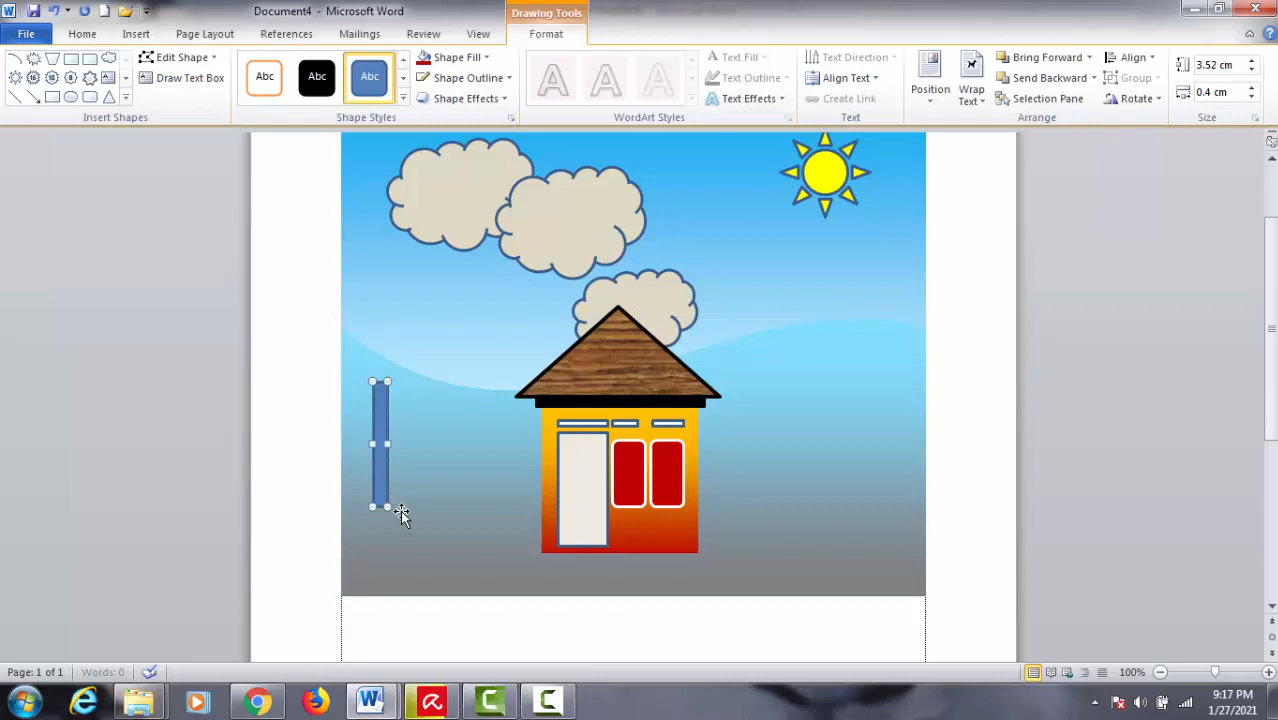 Document4 - Microsoft Word
Drawing Tools
File Home Insert Page Layout References Mailings Review View Format
Edit Shape
Draw Text Box
Insert Shapes
Abc Abc Abc
Shape Fill
Shape Outline
Shape Effects
Shape Styles
A A A
WordArt Styles
Text Fill
Text Outline
Text Effects
Text Direction
Align Text
Create Link
Text
Position
Wrap Text
Bring Forward
Send Backward
Selection Pane
Align
Group
Rotate
Arrange
3.52 cm
0.4 cm
Size
Page: 1 of 1 Words: 0
100%
9:17 PM
1/27/2021